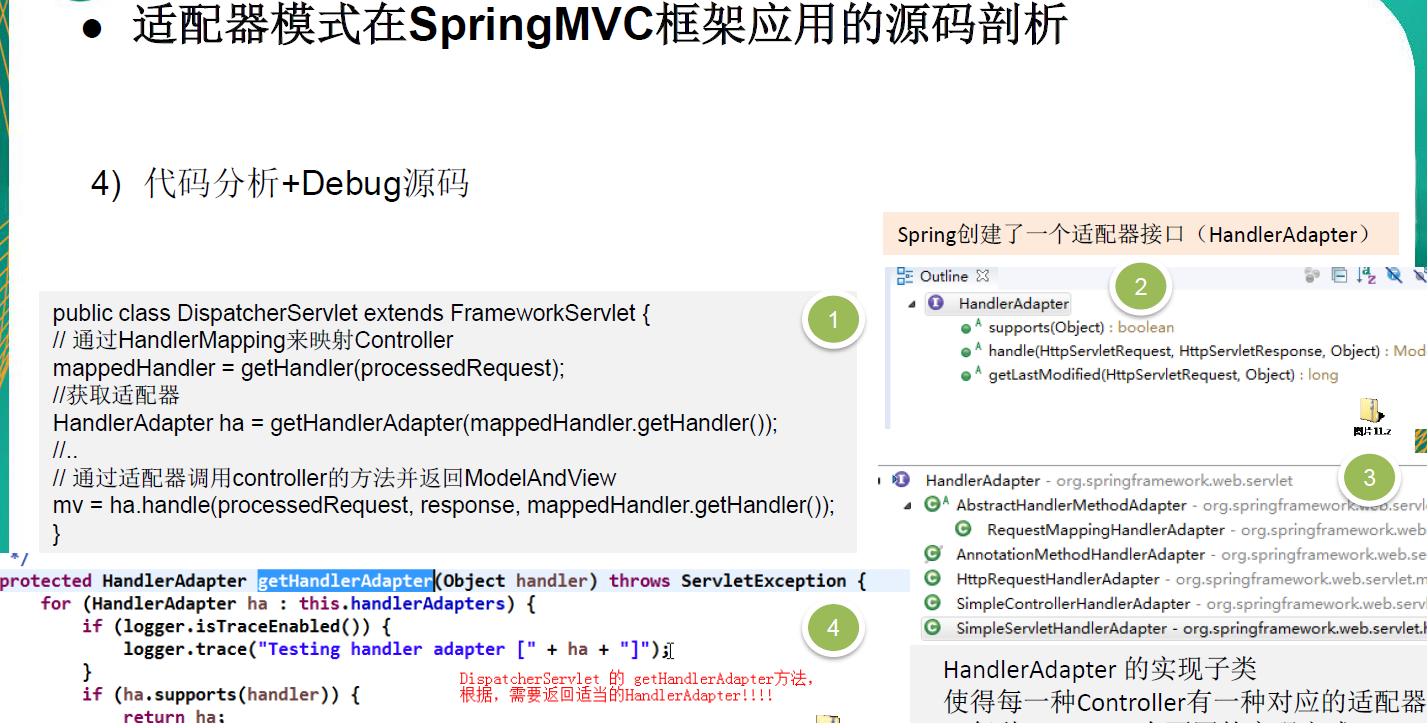 ● 适配器模式在SpringMVC框架应用的源码剖析
4) 代码分析+Debug源码
public class DispatcherServlet extends FrameworkServlet {
// 通过HandlerMapping来映射Controller
mappedHandler = getHandler(processedRequest);
//获取适配器
HandlerAdapter ha = getHandlerAdapter(mappedHandler.getHandler());
//..
// 通过适配器调用controller的方法并返回ModelAndView
mv = ha.handle(processedRequest, response, mappedHandler.getHandler());
}
1
Spring创建了一个适配器接口（HandlerAdapter）
Outline
2
HandlerAdapter
supports(Object) : boolean
handle(HttpServletRequest, HttpServletResponse, Object) : Mod
getLastModified(HttpServletRequest, Object) : long
图片11.z
3
HandlerAdapter - org.springframework.web.servlet
AbstractHandlerMethodAdapter - org.springframework.web.servl
RequestMappingHandlerAdapter - org.springframework.web
AnnotationMethodHandlerAdapter - org.springframework.web.se
HttpRequestHandlerAdapter - org.springframework.web.servlet.m
SimpleControllerHandlerAdapter - org.springframework.web.servl
SimpleServletHandlerAdapter - org.springframework.web.servlet.h
HandlerAdapter 的实现子类
使得每一种Controller有一种对应的适配器
*/
protected HandlerAdapter getHandlerAdapter(Object handler) throws ServletException {
for (HandlerAdapter ha : this.handlerAdapters) {
if (logger.isTraceEnabled()) {
logger.trace("Testing handler adapter [" + ha + "]");
}
if (ha.supports(handler)) {
return ha;
4
DispatcherServlet 的 getHandlerAdapter方法,
根据, 需要返回适当的HandlerAdapter!!!!